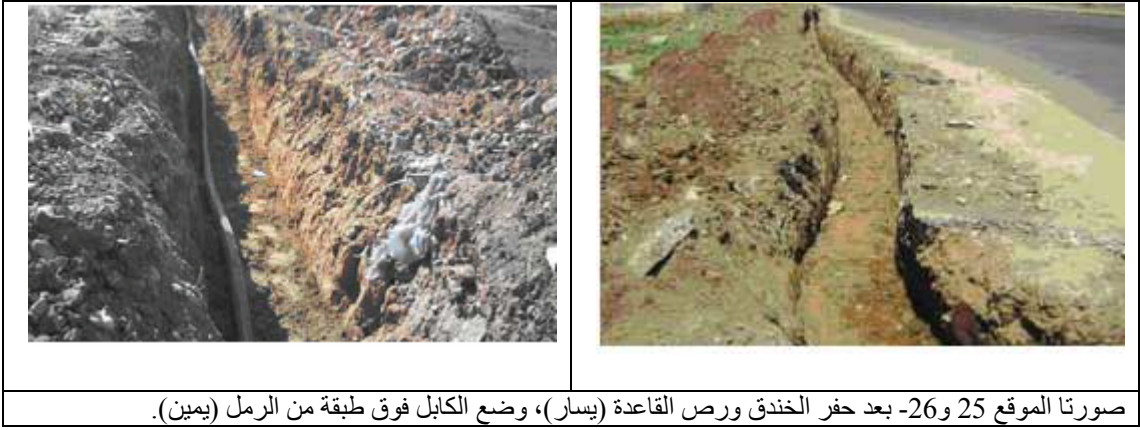 صورتا الموقع 25 و26- بعد حفر الخندق ورص القاعدة (يسار)، وضع الكابل فوق طبقة من الرمل (يمين).